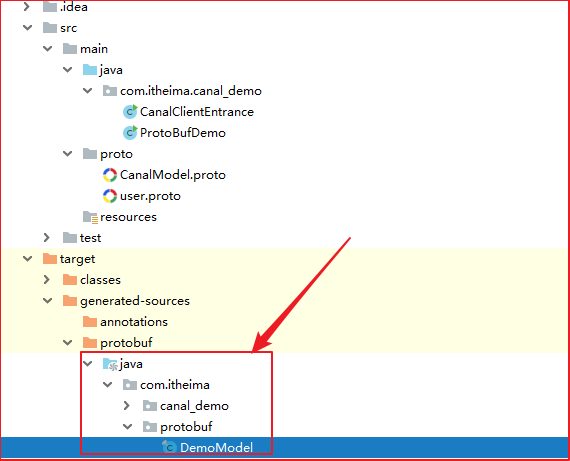 .idea
src
main
java
com.itheima.canal_demo
CanalClientEntrance
ProtoBufDemo
proto
CanalModel.proto
user.proto
resources
test
target
classes
generated-sources
annotations
protobuf
java
com.itheima
canal_demo
protobuf
DemoModel